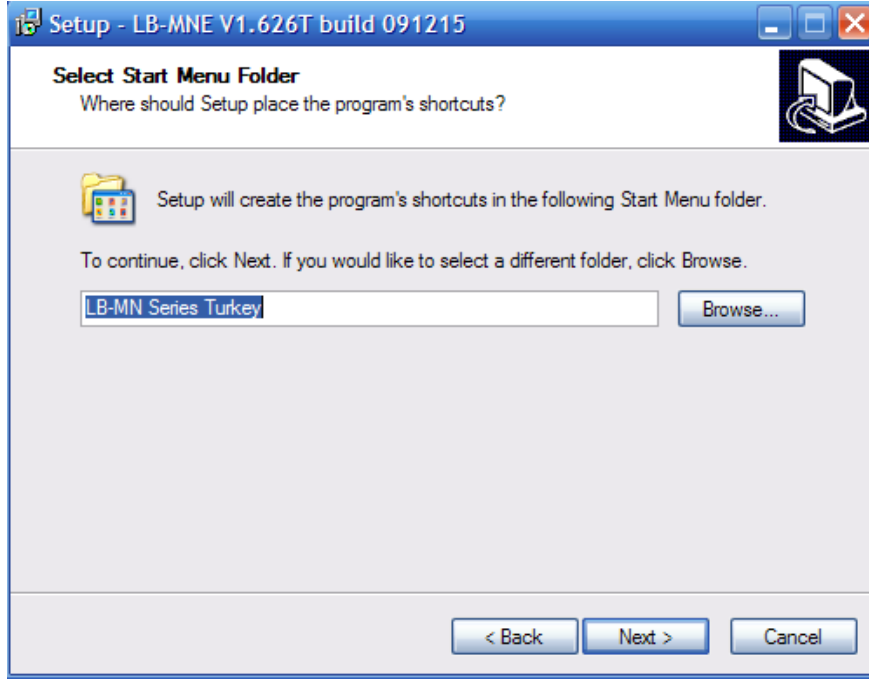 Setup - LB-MNE V1.626T build 091215
Select Start Menu Folder
Where should Setup place the program's shortcuts?
Setup will create the program's shortcuts in the following Start Menu folder.
To continue, click Next. If you would like to select a different folder, click Browse.
LB-MN Series Turkey
Browse...
< Back
Next >
Cancel